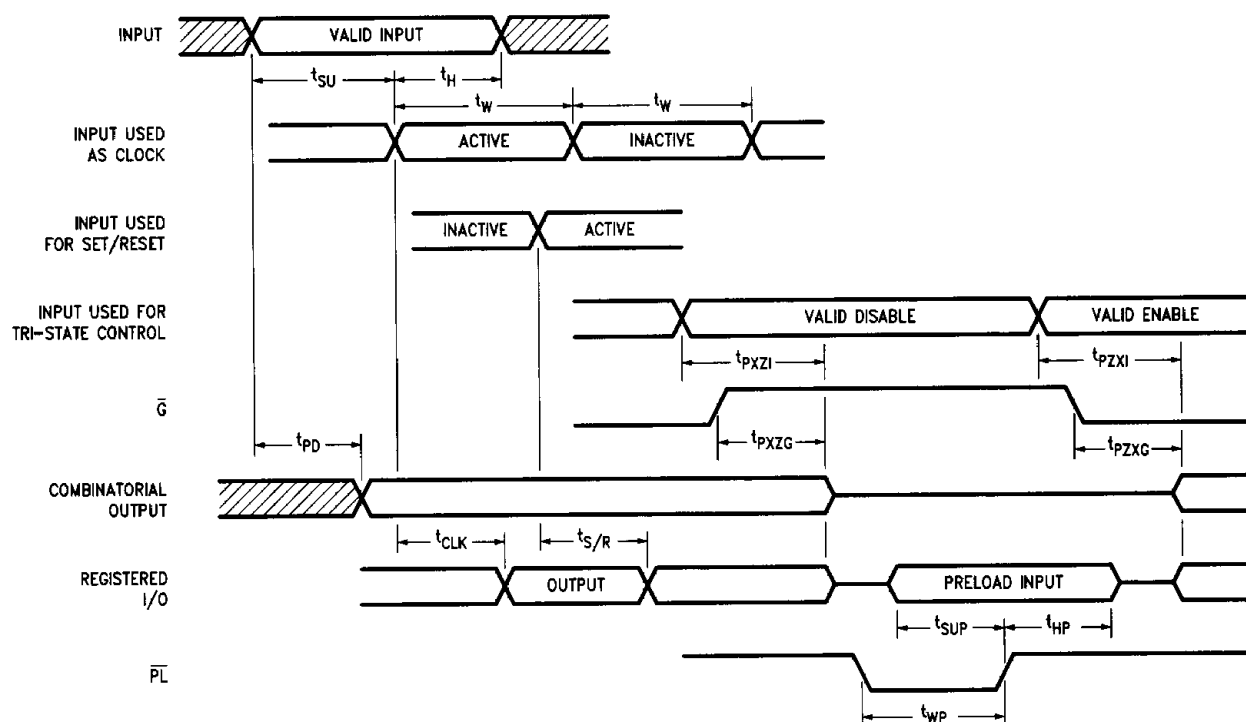 INPUT
VALID INPUT
tSU
tH
tW
tW
INPUT USED
AS CLOCK
ACTIVE
INACTIVE
INPUT USED
FOR SET/RESET
INACTIVE
ACTIVE
INPUT USED FOR
TRI-STATE CONTROL
VALID DISABLE
VALID ENABLE
tPXZI
tPZXI
G̅
tPXZG
tPZXG
tPD
COMBINATORIAL
OUTPUT
tCLK
tS/R
REGISTERED
I/O
OUTPUT
PRELOAD INPUT
tSUP
tHP
P̅L̅
tWP